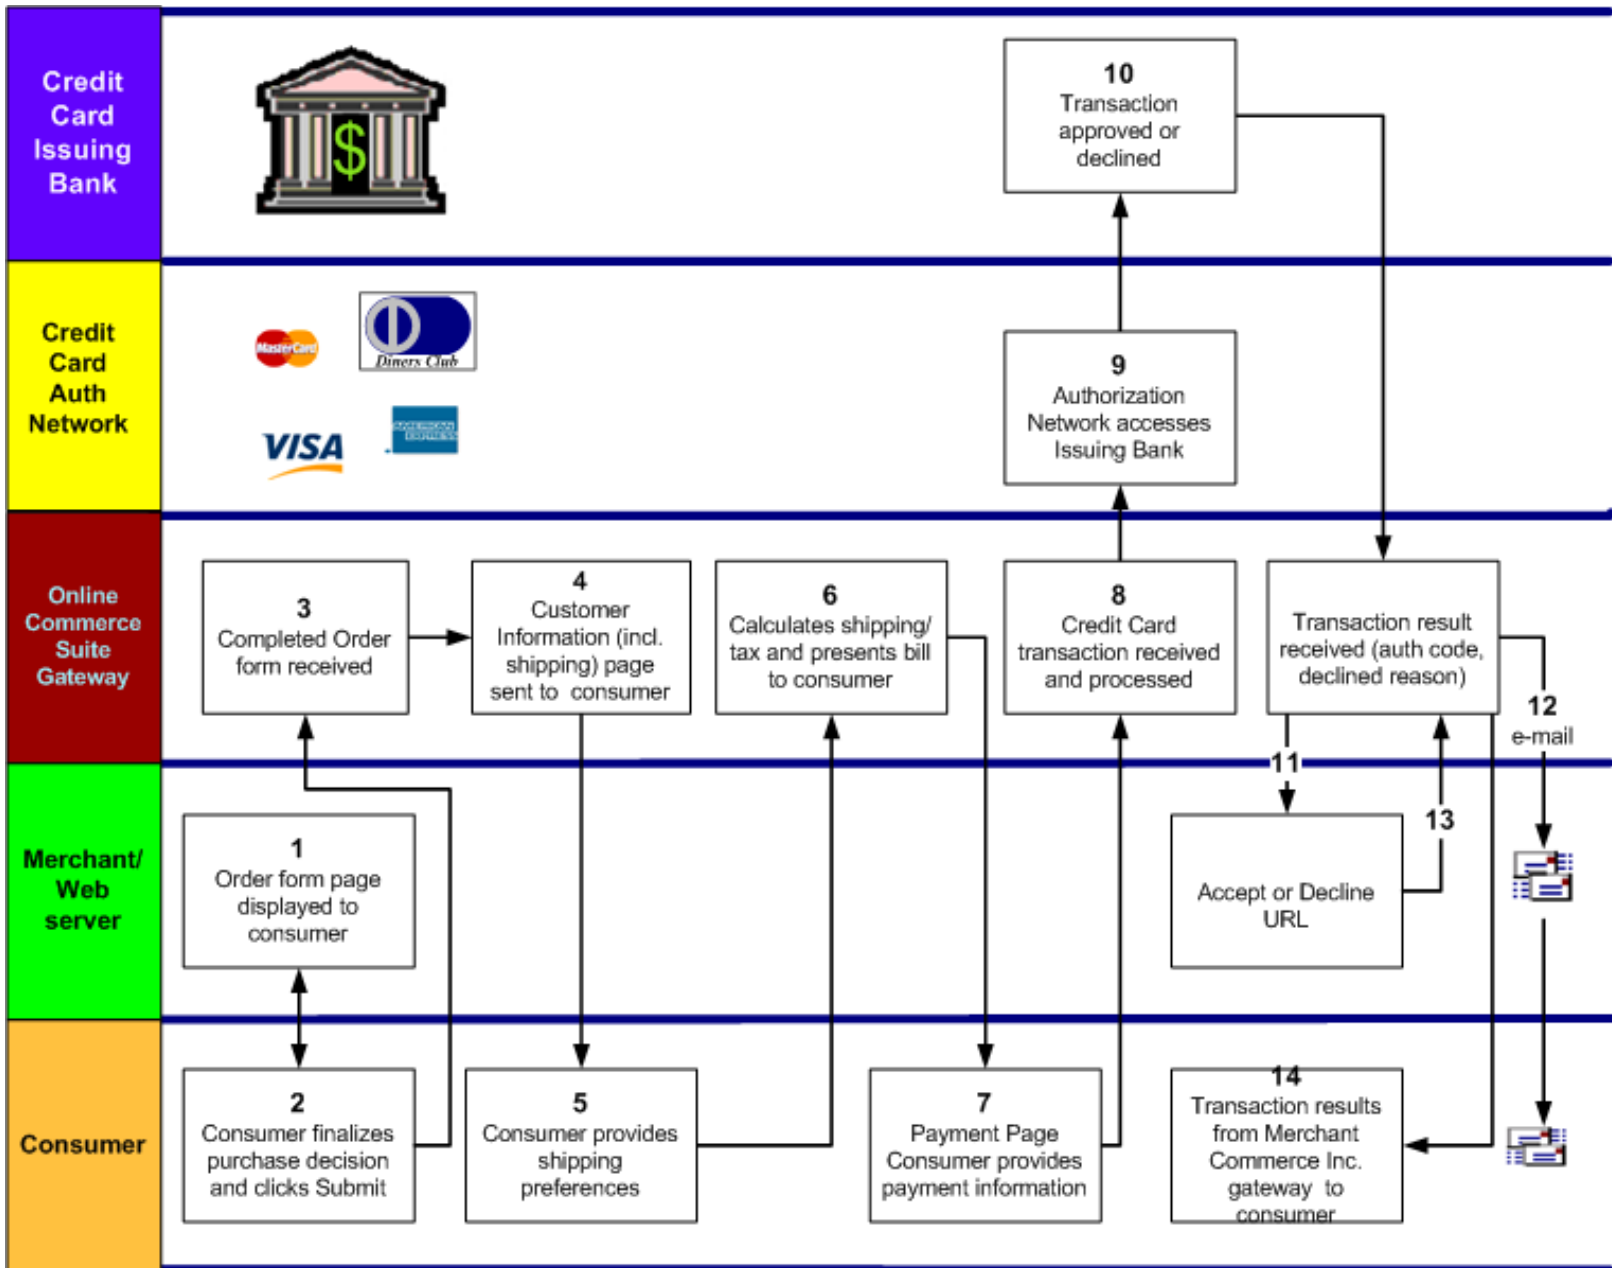 Credit
Card
Issuing
Bank
$
10
Transaction
approved or
declined
Credit
Card
Auth
Network
MasterCard
Diners Club
VISA
AMERICAN
EXPRESS
9
Authorization
Network accesses
Issuing Bank
Online
Commerce
Suite
Gateway
3
Completed Order
form received
4
Customer
Information (incl.
shipping) page
sent to consumer
6
Calculates shipping/
tax and presents bill
to consumer
8
Credit Card
transaction received
and processed
Transaction result
received (auth code,
declined reason)
12
e-mail
11
13
Merchant/
Web
server
1
Order form page
displayed to
consumer
Accept or Decline
URL
Consumer
2
Consumer finalizes
purchase decision
and clicks Submit
5
Consumer provides
shipping
preferences
7
Payment Page
Consumer provides
payment information
14
Transaction results
from Merchant
Commerce Inc.
gateway to
consumer